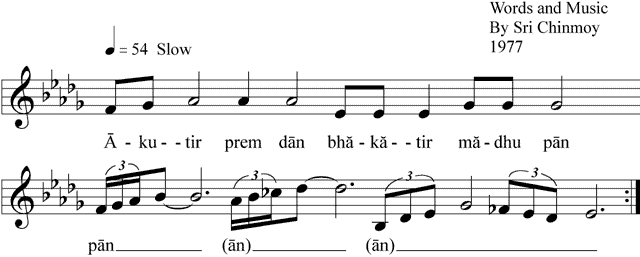 Words and Music
By Sri Chinmoy
1977
♩ = 54 Slow
Ā - ku - - tir prem dān bhă - kă - - tir mă - dhu pān
3 3 3 3
pān (ān) (ān)